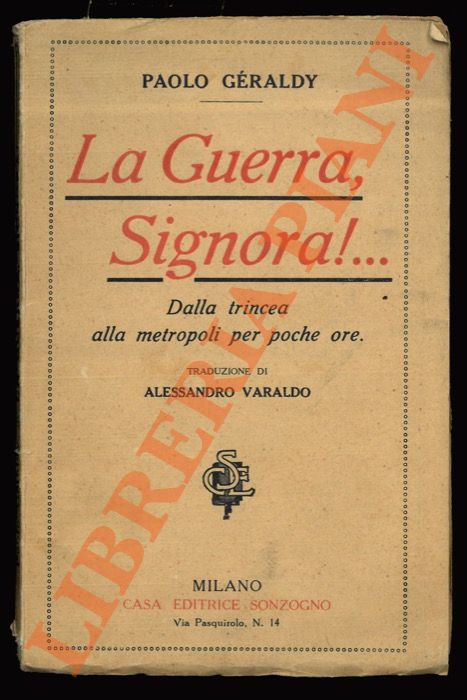 PAOLO GÉRALDY
La Guerra,
Signora!...
Dalla trincea
alla metropoli per poche ore.
TRADUZIONE DI
ALESSANDRO VARALDO
MILANO
CASA EDITRICE SONZOGNO
Via Pasquirolo, N. 14
LIBRERIA PIANI